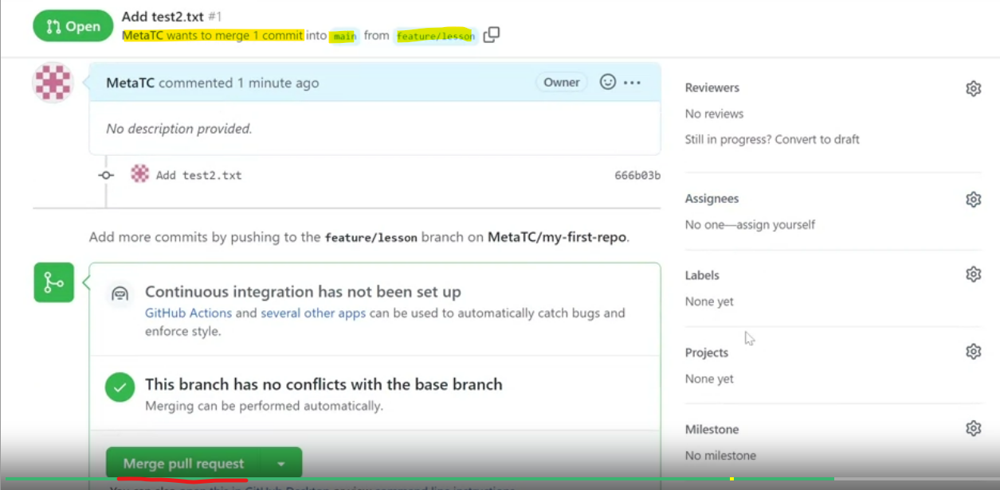 Open
Add test2.txt #1
MetaTC wants to merge 1 commit into main from feature/lesson
MetaTC commented 1 minute ago
Owner
No description provided.
Add test2.txt
666b03b
Add more commits by pushing to the feature/lesson branch on MetaTC/my-first-repo.
Continuous integration has not been set up
GitHub Actions and several other apps can be used to automatically catch bugs and
enforce style.
This branch has no conflicts with the base branch
Merging can be performed automatically.
Merge pull request
Reviewers
No reviews
Still in progress? Convert to draft
Assignees
No one—assign yourself
Labels
None yet
Projects
None yet
Milestone
No milestone